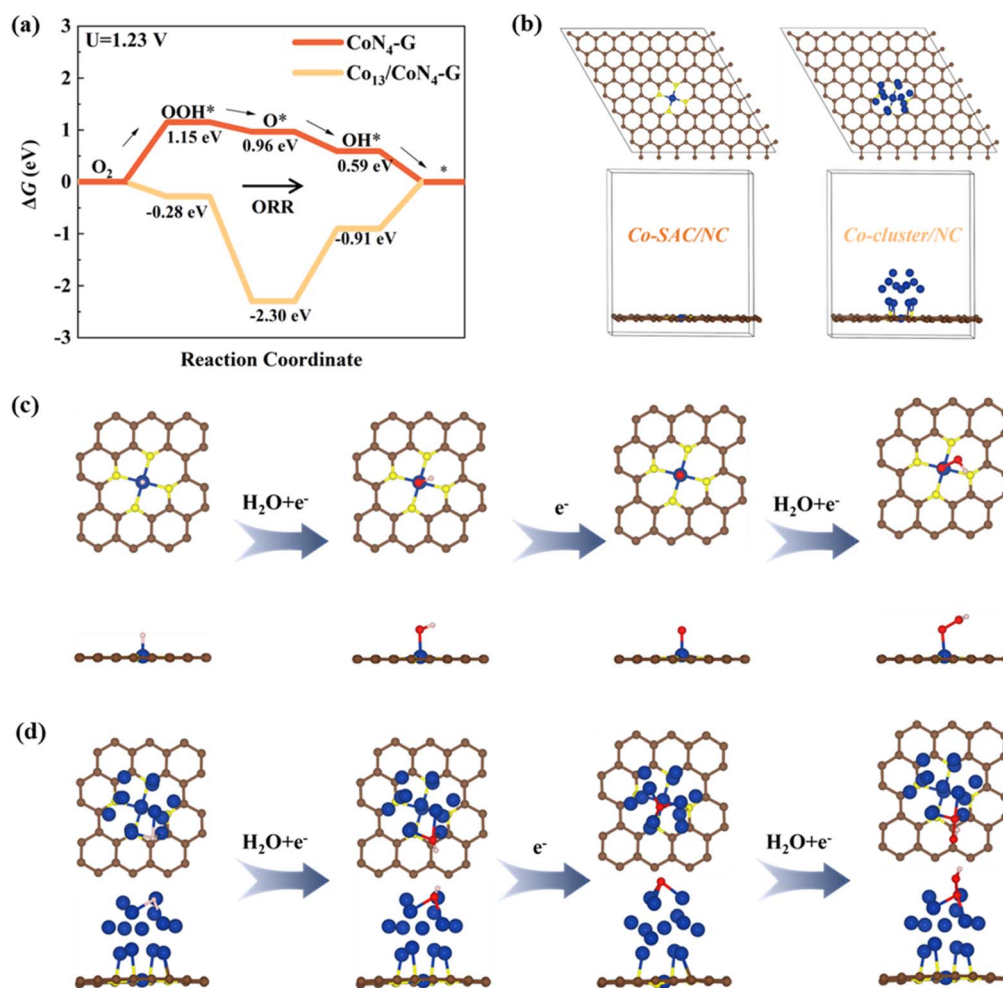 (a)
U=1.23 V
CoN₄-G
Co₁₃/CoN₄-G
3
2
1
0
-1
-2
-3
ΔG (eV)
O₂
OOH*
1.15 eV
O*
0.96 eV
OH*
0.59 eV
*
-0.28 eV
ORR
-0.91 eV
-2.30 eV
Reaction Coordinate
(b)
Co-SAC/NC
Co-cluster/NC
(c)
H₂O+e⁻
e⁻
H₂O+e⁻
(d)
H₂O+e⁻
e⁻
H₂O+e⁻